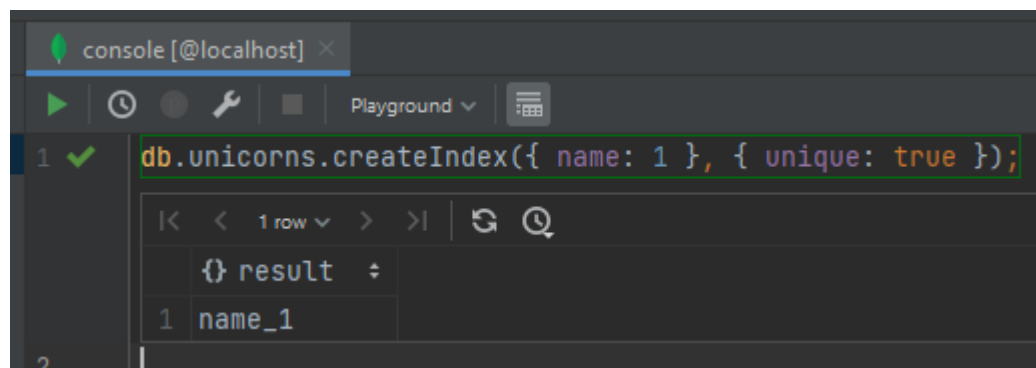 console [@localhost]
Playground
1 db.unicorns.createIndex({ name: 1 }, { unique: true });
1 row
{} result
1 name_1
2